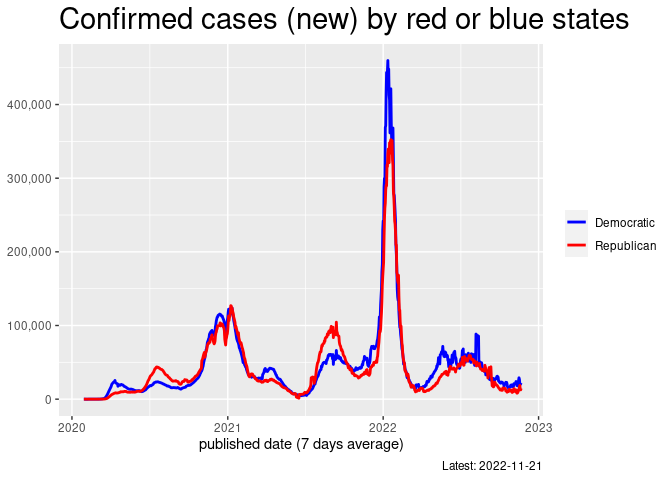 Confirmed cases (new) by red or blue states
400,000
300,000
200,000
100,000
0
2020 2021 2022 2023
published date (7 days average)
Democratic
Republican
Latest: 2022-11-21